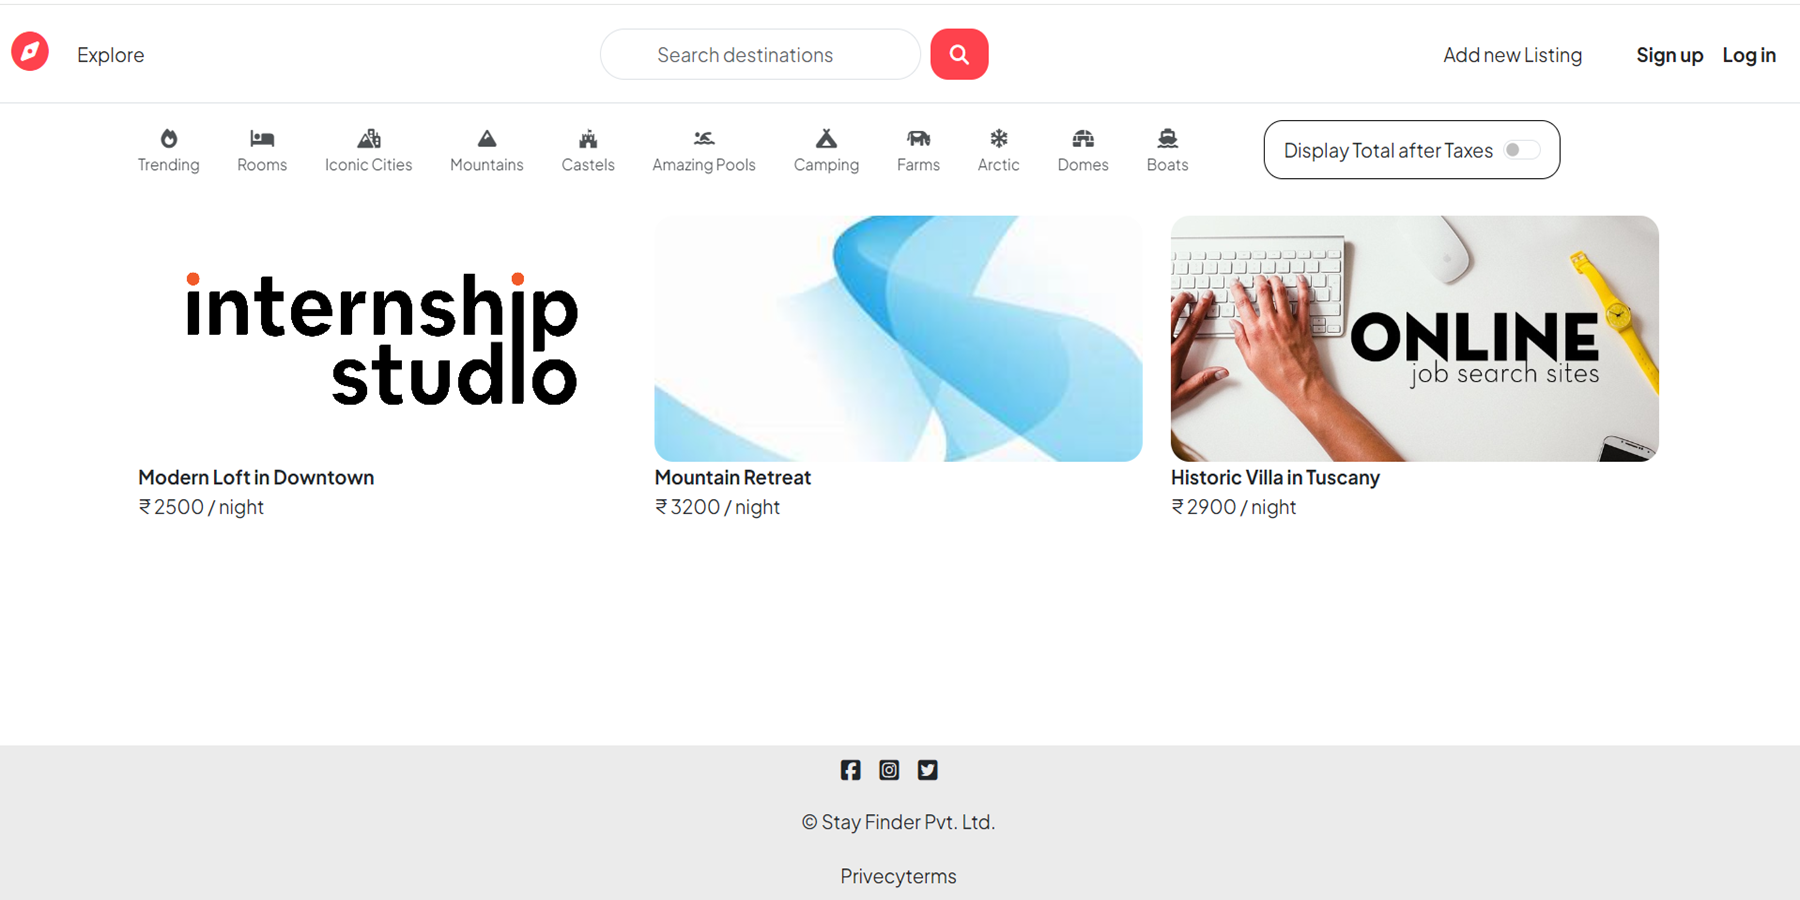 Explore
Search destinations
Add new Listing
Sign up
Log in
Trending
Rooms
Iconic Cities
Mountains
Castels
Amazing Pools
Camping
Farms
Arctic
Domes
Boats
Display Total after Taxes
internship
studio
ONLINE
job search sites
Modern Loft in Downtown
₹ 2500 / night
Mountain Retreat
₹ 3200 / night
Historic Villa in Tuscany
₹ 2900 / night
© Stay Finder Pvt. Ltd.
Privecyterms